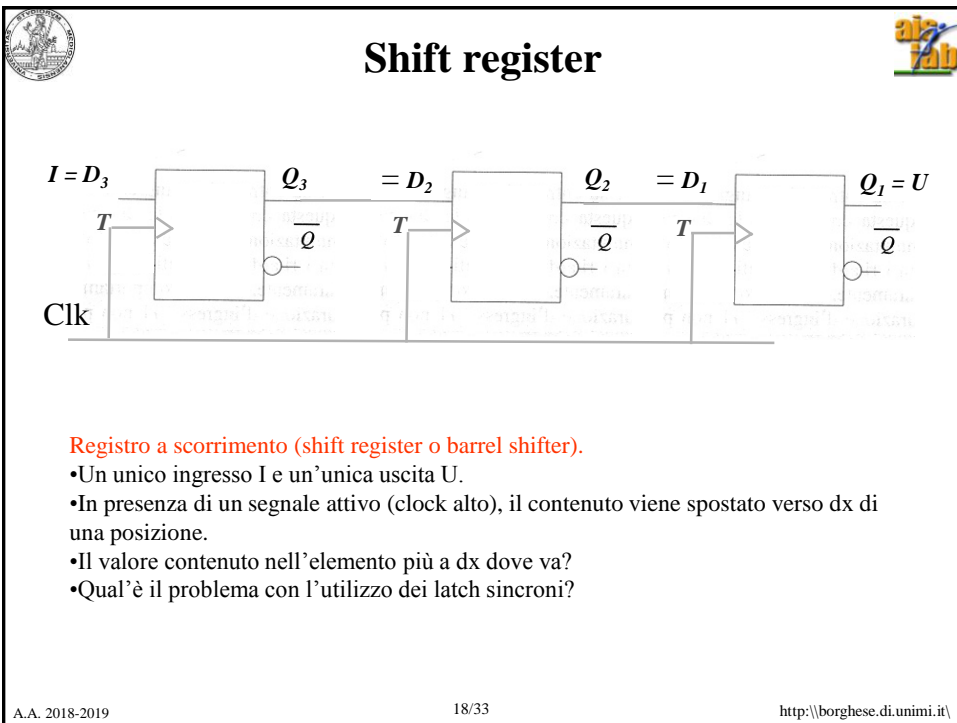 Shift register
I = D3 Q3 = D2 Q2 = D1 Q1 = U
T Q T Q T Q
Clk
Registro a scorrimento (shift register o barrel shifter).
•Un unico ingresso I e un'unica uscita U.
•In presenza di un segnale attivo (clock alto), il contenuto viene spostato verso dx di
una posizione.
•Il valore contenuto nell'elemento più a dx dove va?
•Qual'è il problema con l'utilizzo dei latch sincroni?
A.A. 2018-2019 18/33 http:\\borghese.di.unimi.it\